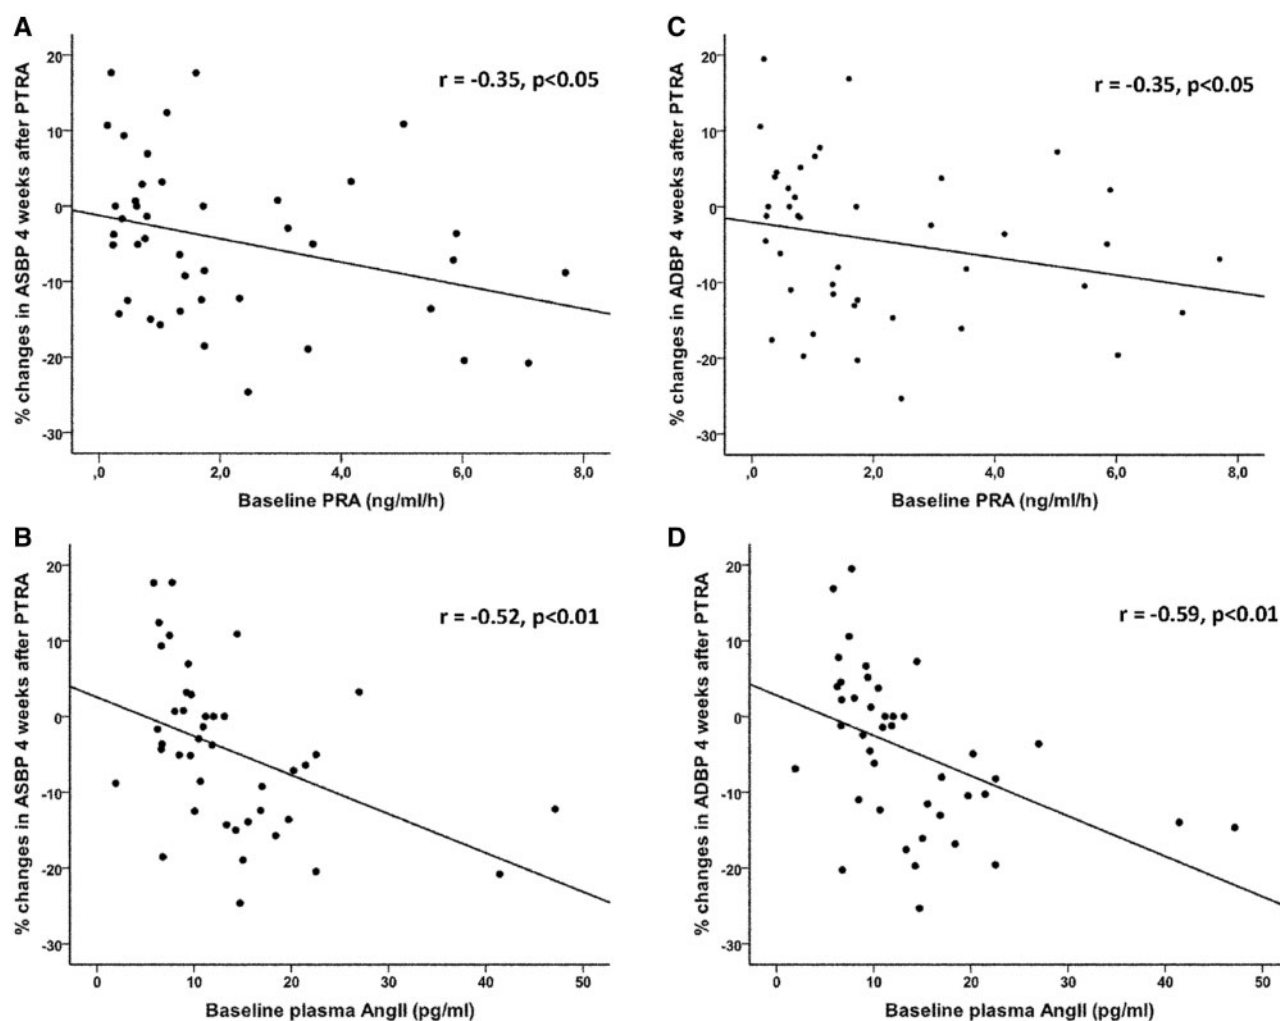 A
% changes in ASBP 4 weeks after PTRA
20
10
0
-10
-20
-30
r = -0.35, p<0.05
,0
2,0
4,0
6,0
8,0
Baseline PRA (ng/ml/h)
C
% changes in ADBP 4 weeks after PTRA
20
10
0
-10
-20
-30
r = -0.35, p<0.05
,0
2,0
4,0
6,0
8,0
Baseline PRA (ng/ml/h)
B
% changes in ASBP 4 weeks after PTRA
20
10
0
-10
-20
-30
r = -0.52, p<0.01
0
10
20
30
40
50
Baseline plasma AngII (pg/ml)
D
% changes in ADBP 4 weeks after PTRA
20
10
0
-10
-20
-30
r = -0.59, p<0.01
0
10
20
30
40
50
Baseline plasma AngII (pg/ml)